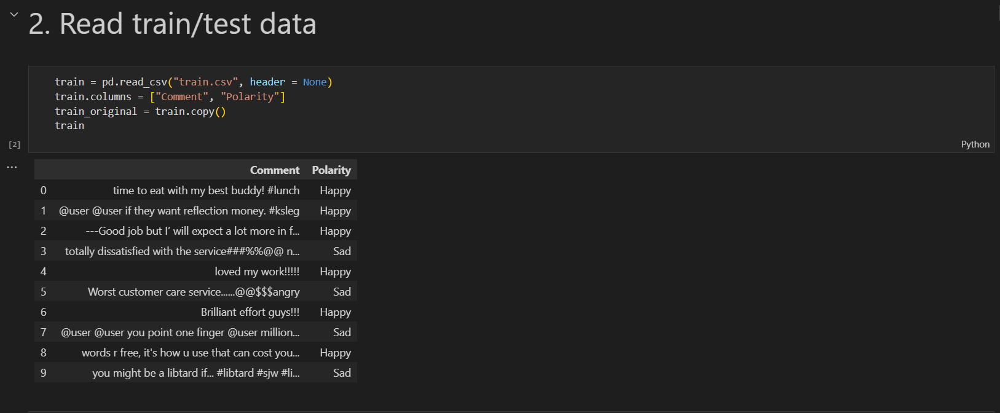 2. Read train/test data
train = pd.read_csv("train.csv", header = None)
train.columns = ["Comment", "Polarity"]
train_original = train.copy()
train
[2]
Python
...
Comment Polarity
0 time to eat with my best buddy! #lunch Happy
1 @user @user if they want reflection money. #ksleg Happy
2 ---Good job but I’ will expect a lot more in f... Happy
3 totally dissatisfied with the service###%%@@ n... Sad
4 loved my work!!!!! Happy
5 Worst customer care service......@@$$$angry Sad
6 Brilliant effort guys!!! Happy
7 @user @user you point one finger @user million... Sad
8 words r free, it's how u use that can cost you... Happy
9 you might be a libtard if... #libtard #sjw #li... Sad